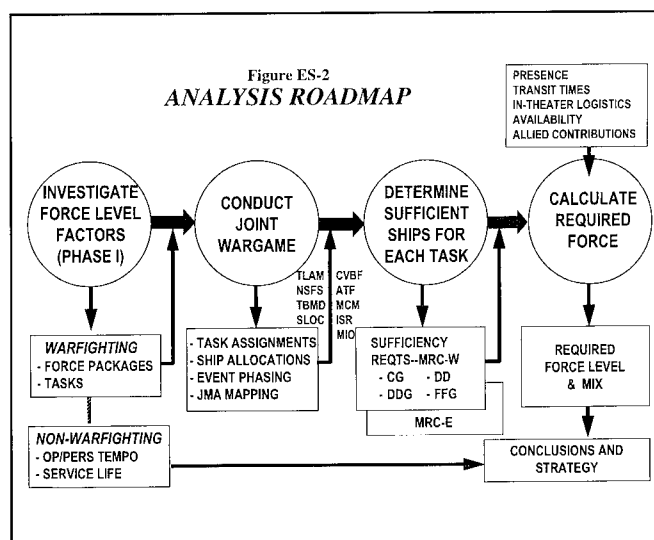 Figure ES-2
ANALYSIS ROADMAP
PRESENCE
TRANSIT TIMES
IN-THEATER LOGISTICS
AVAILABILITY
ALLIED CONTRIBUTIONS
INVESTIGATE
FORCE LEVEL
FACTORS
(PHASE I)
CONDUCT
JOINT
WARGAME
DETERMINE
SUFFICIENT
SHIPS FOR
EACH TASK
CALCULATE
REQUIRED
FORCE
TLAM CVBF
NSFS ATF
TBMD MCM
SLOC ISR
MIO
WARFIGHTING
- FORCE PACKAGES
- TASKS
- TASK ASSIGNMENTS
- SHIP ALLOCATIONS
- EVENT PHASING
- JMA MAPPING
SUFFICIENCY
REQTS--MRC-W
- CG - DD
- DDG - FFG
MRC-E
REQUIRED
FORCE LEVEL
& MIX
NON-WARFIGHTING
- OP/PERS TEMPO
- SERVICE LIFE
CONCLUSIONS AND
STRATEGY